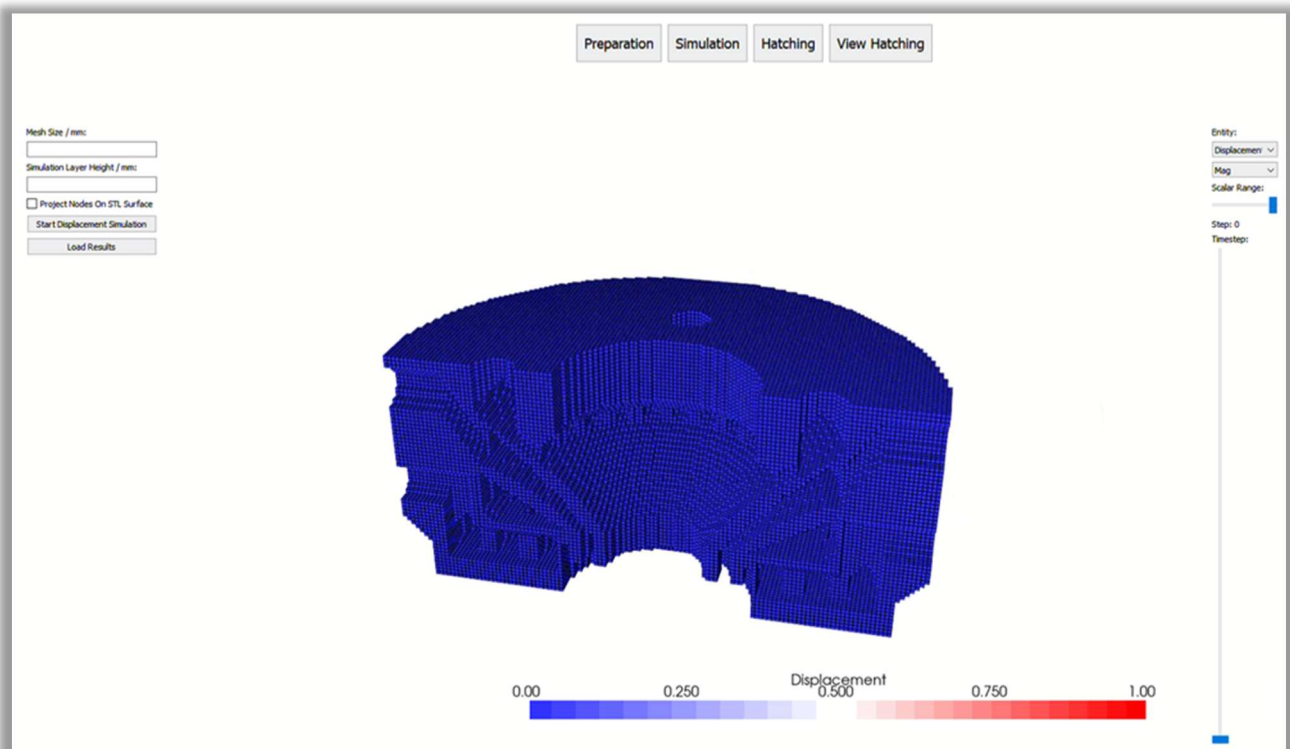 Preparation Simulation Hatching View Hatching
Mesh Size / mm:
Simulation Layer Height / mm:
Project Nodes On STL Surface
Start Displacement Simulation
Load Results
Entity:
Displacemen
Mag
Scalar Range:
Step: 0
Timestep:
Displacement
0.00 0.250 0.500 0.750 1.00